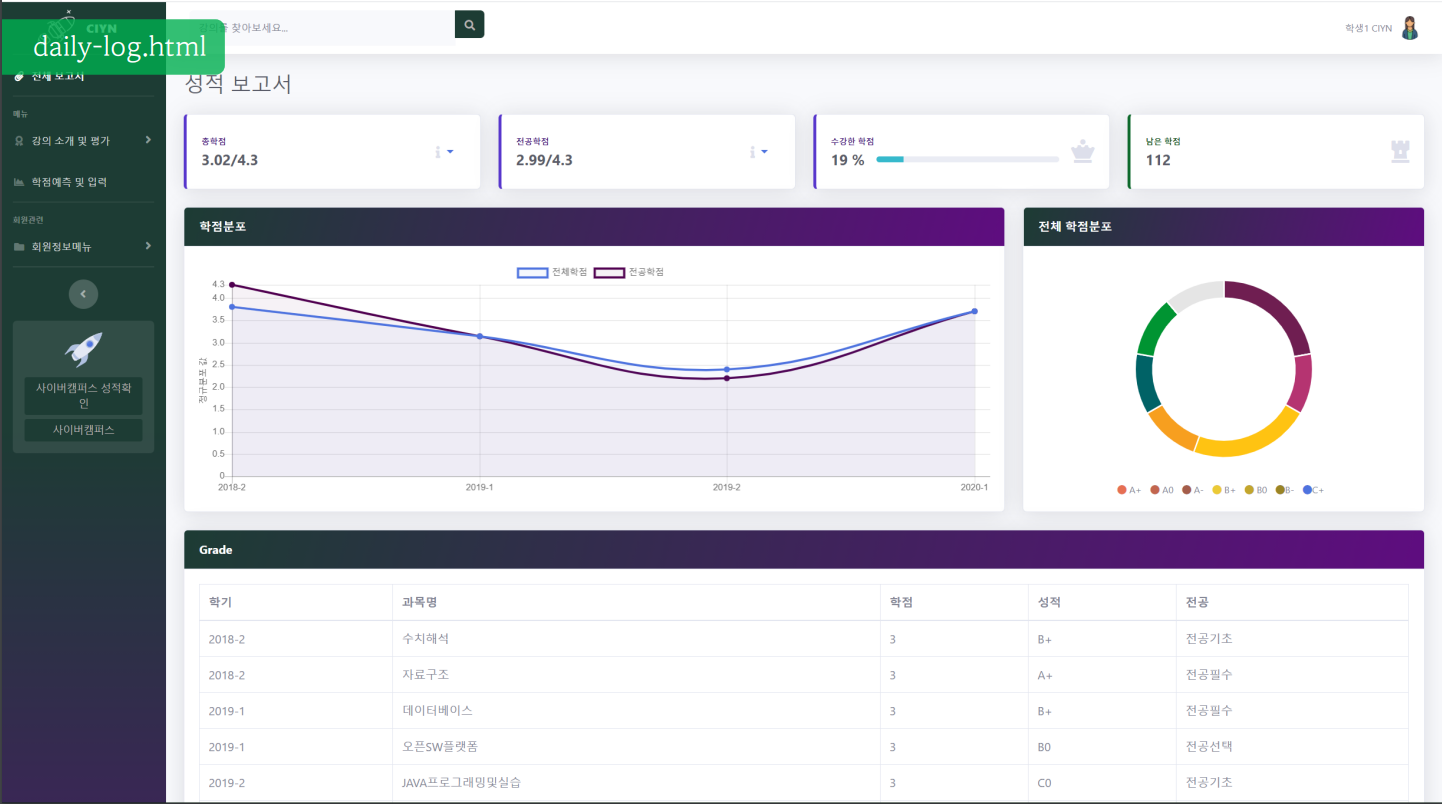 CIYN
daily-log.html
찾아보세요...
학생1 CIYN
전체 보고서
메뉴
강의 소개 및 평가
학점예측 및 입력
회원관련
회원정보메뉴
사이버캠퍼스 성적확
인
사이버캠퍼스
성적 보고서
총학점
3.02/4.3
전공학점
2.99/4.3
수강한 학점
19 %
남은 학점
112
학점분포
전체학점 전공학점
정규분포 값
4.3
4.0
3.5
3.0
2.5
2.0
1.5
1.0
0.5
0
2018-2 2019-1 2019-2 2020-1
전체 학점분포
A+ A0 A- B+ B0 B- C+
Grade
학기 과목명 학점 성적 전공
2018-2 수치해석 3 B+ 전공기초
2018-2 자료구조 3 A+ 전공필수
2019-1 데이터베이스 3 B+ 전공필수
2019-1 오픈SW플랫폼 3 B0 전공선택
2019-2 JAVA프로그래밍및실습 3 C0 전공기초